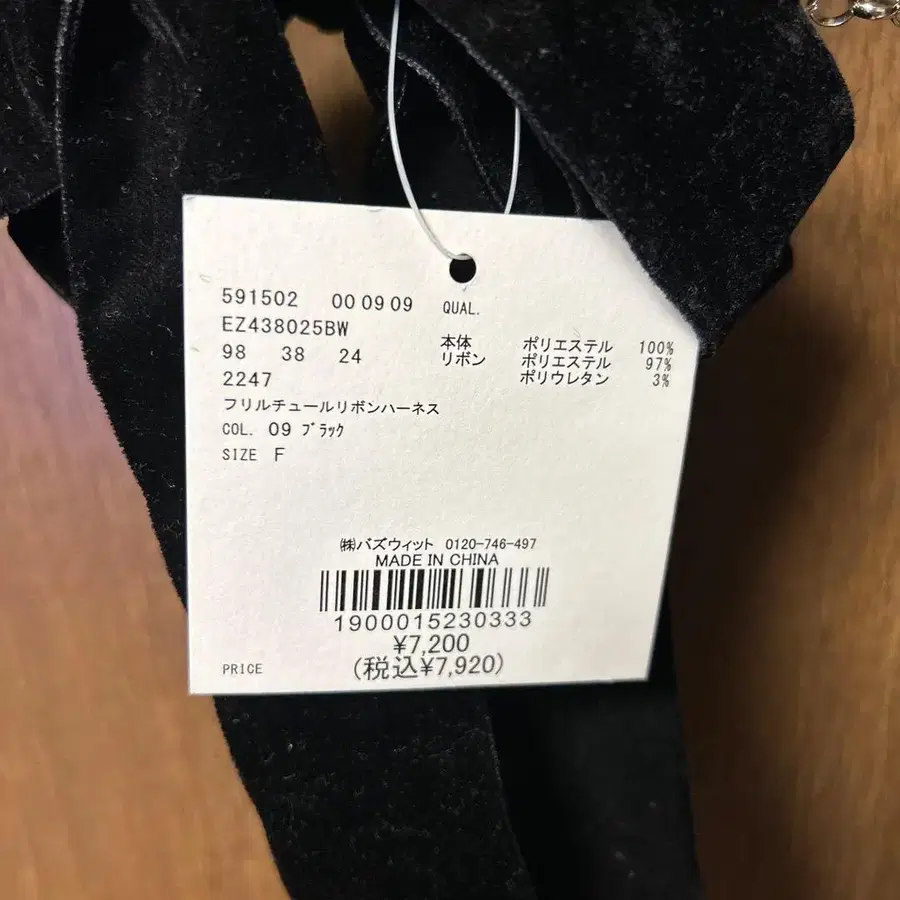 591502 00 09 09 QUAL.
EZ438025BW
98 38 24
2247
本体 ポリエステル 100%
リボン ポリエステル 97%
ポリウレタン 3%
フリルチュールリボンハーネス
COL. 09 ブラック
SIZE F
㈱バズウィット 0120-746-497
MADE IN CHINA
1900015230333
¥7,200
PRICE (税込¥7,920)